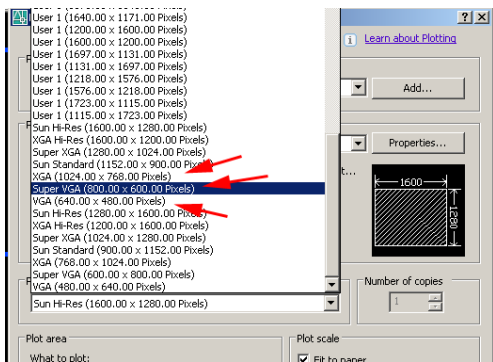 User 1 (1640.00 x 1171.00 Pixels)
User 1 (1200.00 x 1600.00 Pixels)
User 1 (1600.00 x 1200.00 Pixels)
User 1 (1697.00 x 1131.00 Pixels)
User 1 (1131.00 x 1697.00 Pixels)
User 1 (1218.00 x 1576.00 Pixels)
User 1 (1576.00 x 1218.00 Pixels)
User 1 (1723.00 x 1115.00 Pixels)
User 1 (1115.00 x 1723.00 Pixels)
Sun Hi-Res (1600.00 x 1280.00 Pixels)
XGA Hi-Res (1600.00 x 1200.00 Pixels)
Super XGA (1280.00 x 1024.00 Pixels)
Sun Standard (1152.00 x 900.00 Pixels)
XGA (1024.00 x 768.00 Pixels)
Super VGA (800.00 x 600.00 Pixels)
VGA (640.00 x 480.00 Pixels)
Sun Hi-Res (1280.00 x 1600.00 Pixels)
XGA Hi-Res (1200.00 x 1600.00 Pixels)
Super XGA (1024.00 x 1280.00 Pixels)
Sun Standard (900.00 x 1152.00 Pixels)
XGA (768.00 x 1024.00 Pixels)
Super VGA (600.00 x 800.00 Pixels)
VGA (480.00 x 640.00 Pixels)
Sun Hi-Res (1600.00 x 1280.00 Pixels)
?
X
i
Learn about Plotting
Add...
Properties...
t...
1600
1280
Number of copies
1
Plot area
What to plot:
Plot scale
Fit to paper